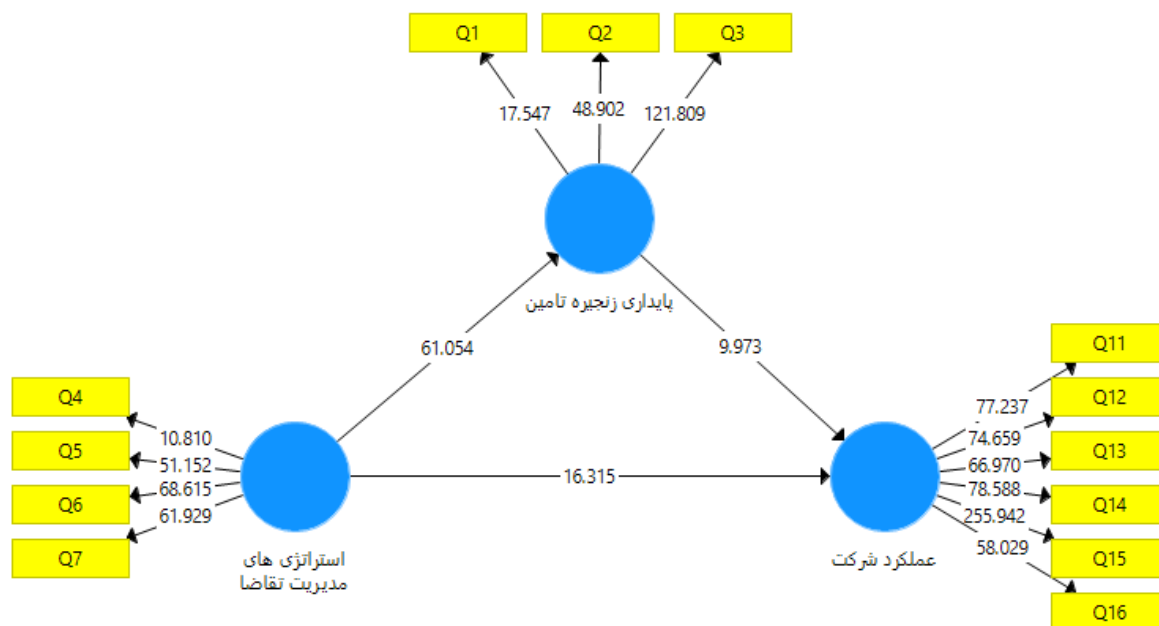 Q1
Q2
Q3
17.547
48.902
121.809
پایداری زنجیره تامین
61.054
9.973
16.315
Q4
Q5
Q6
Q7
10.810
51.152
68.615
61.929
استراتژی های
مدیریت تقاضا
عملکرد شرکت
77.237
74.659
66.970
78.588
255.942
58.029
Q11
Q12
Q13
Q14
Q15
Q16